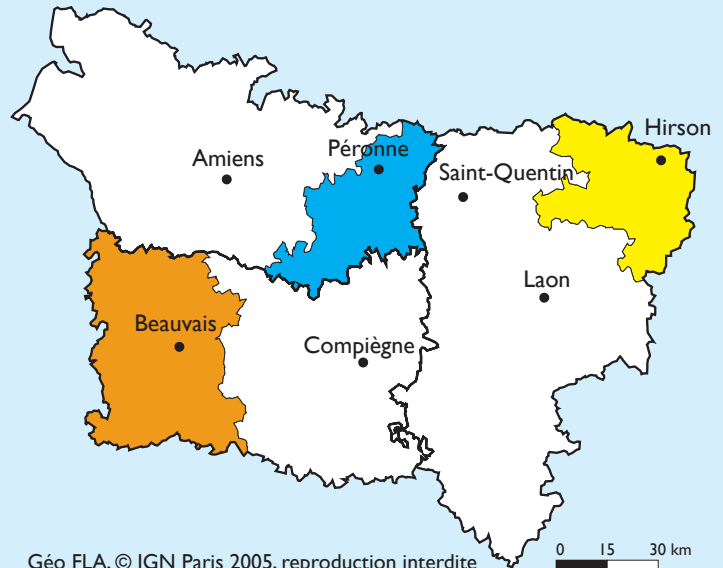 Hirson
Péronne
Amiens
Saint-Quentin
Laon
Beauvais
Compiègne
0 15 30 km
Géo FLA, © IGN Paris 2005, reproduction interdite